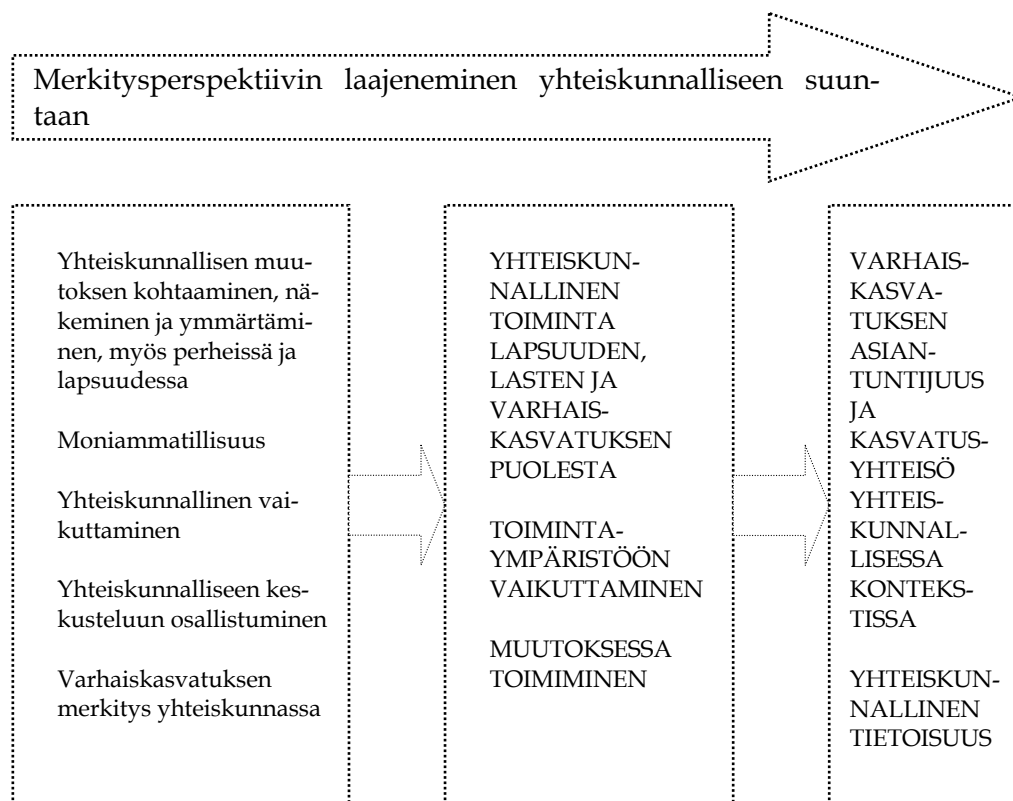 Merkitysperspektiivin laajeneminen yhteiskunnalliseen suun-
taan
Yhteiskunnallisen muu-
toksen kohtaaminen, nä-
keminen ja ymmärtämi-
nen, myös perheissä ja
lapsuudessa
Moniammatillisuus
Yhteiskunnallinen vai-
kuttaminen
Yhteiskunnalliseen kes-
kusteluun osallistuminen
Varhaiskasvatuksen
merkitys yhteiskunnassa
YHTEISKUN-
NALLINEN
TOIMINTA
LAPSUUDEN,
LASTEN JA
VARHAIS-
KASVATUKSEN
PUOLESTA
TOIMINTA-
YMPÄRISTÖÖN
VAIKUTTAMINEN
MUUTOKSESSA
TOIMIMINEN
VARHAIS-
KASVA-
TUKSEN
ASIAN-
TUNTIJUUS
JA
KASVATUS-
YHTEISÖ
YHTEIS-
KUNNAL-
LISESSA
KONTEKS-
TISSA
YHTEISKUN-
NALLINEN
TIETOISUUS